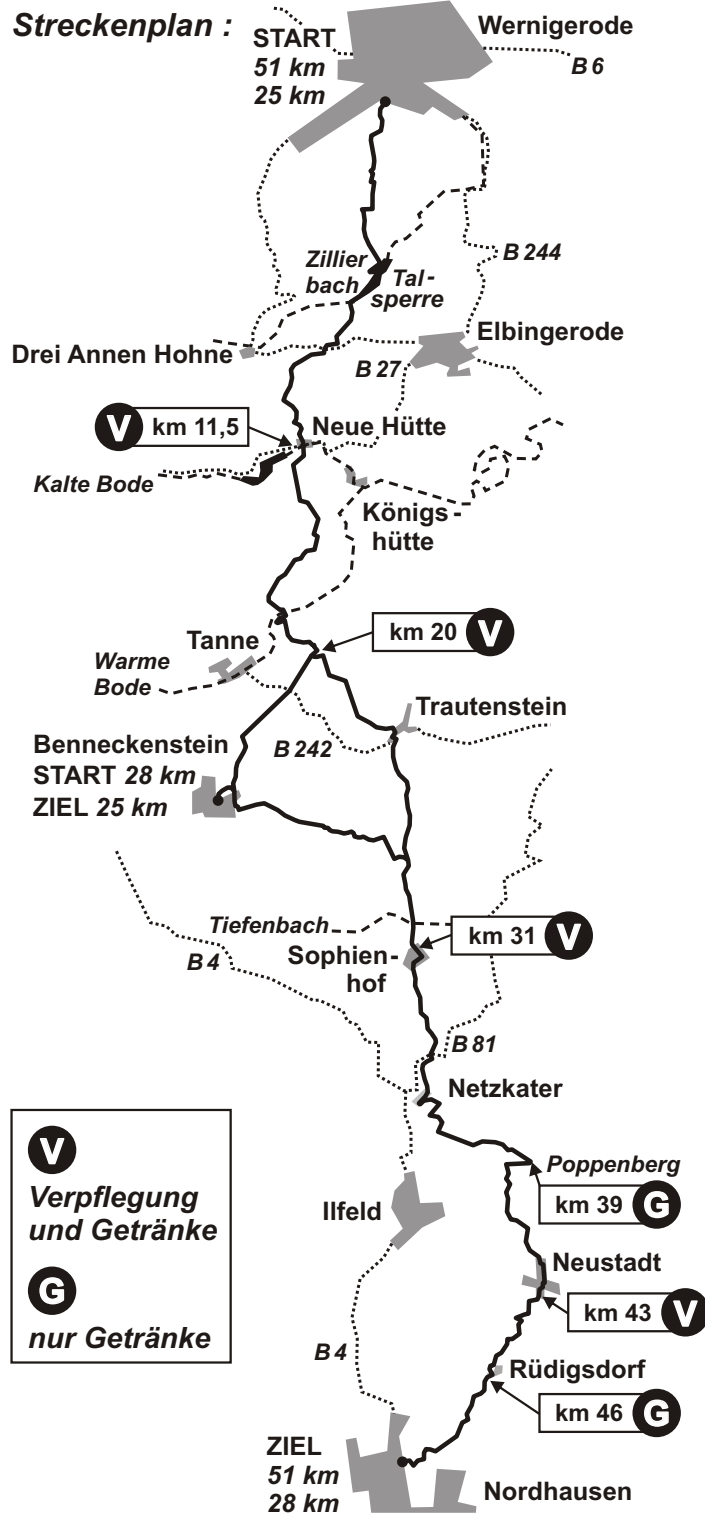 Streckenplan :
START
51 km
25 km
Wernigerode
B 6
B 244
Zillier
bach
Tal-
sperre
Drei Annen Hohne
Elbingerode
B 27
V km 11,5
Neue Hütte
Kalte Bode
Königs-
hütte
Tanne
km 20 V
Warme
Bode
Trautenstein
Benneckenstein
START 28 km
ZIEL 25 km
B 242
Tiefenbach
km 31 V
B 4
Sophien-
hof
B 81
Netzkater
V
Verpflegung
und Getränke
G
nur Getränke
Poppenberg
km 39 G
Ilfeld
Neustadt
km 43 V
B 4
Rüdigsdorf
km 46 G
ZIEL
51 km
28 km
Nordhausen